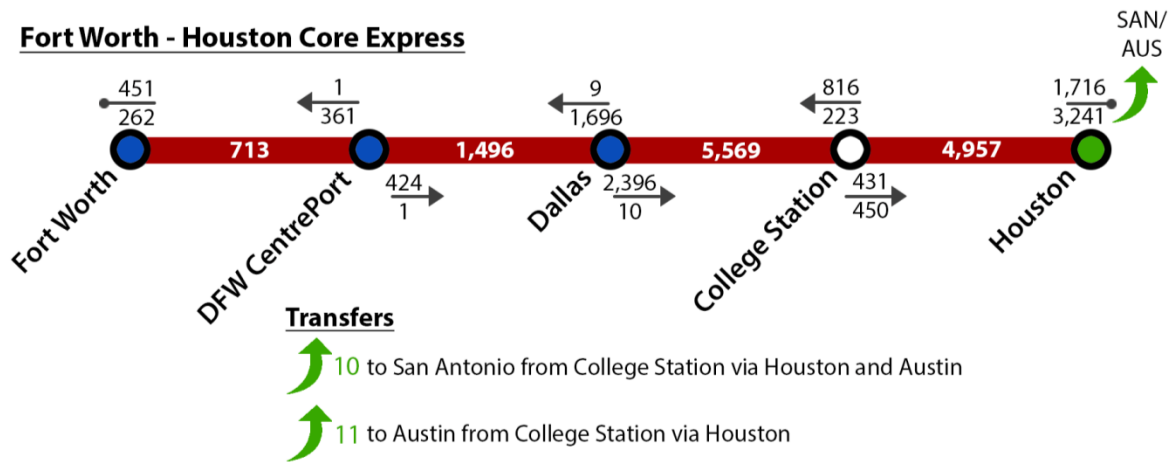 Fort Worth - Houston Core Express
SAN/
AUS
451
262
1
361
9
1,696
816
223
1,716
3,241
713
1,496
5,569
4,957
424
1
2,396
10
431
450
Fort Worth
DFW CentrePort
Dallas
College Station
Houston
Transfers
10 to San Antonio from College Station via Houston and Austin
11 to Austin from College Station via Houston